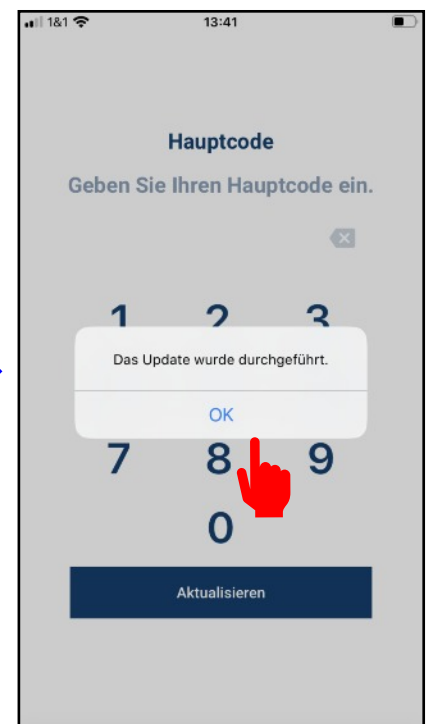 1&1 13:41
Hauptcode
Geben Sie Ihren Hauptcode ein.
1 2 3
Das Update wurde durchgeführt.
OK
7 8 9
0
Aktualisieren